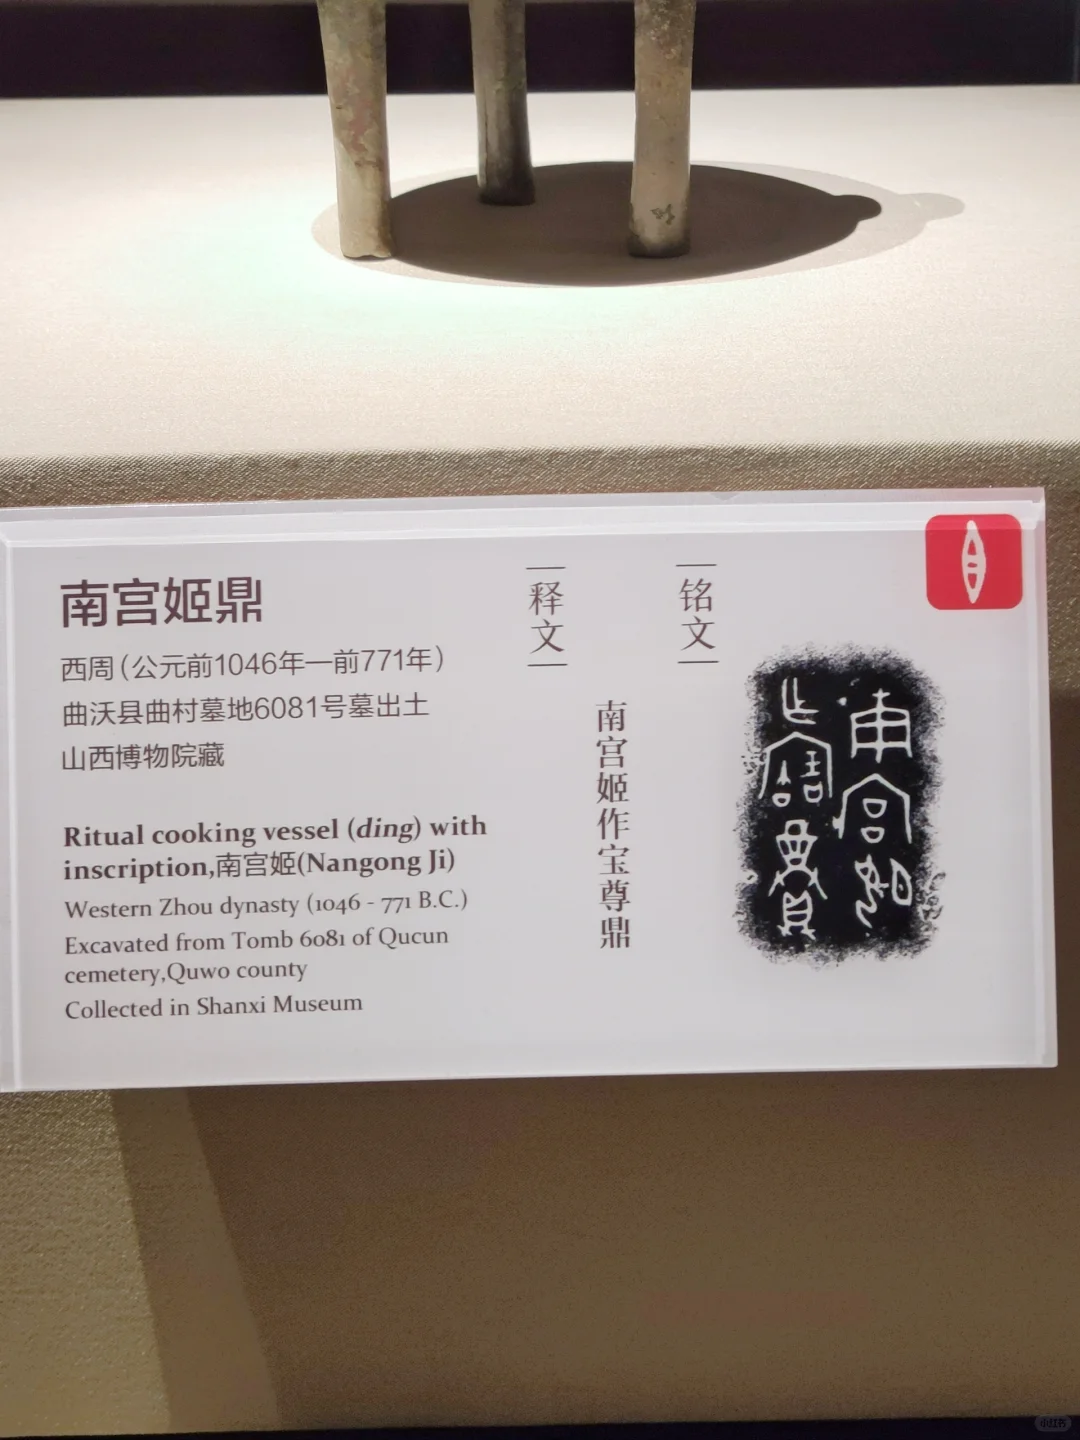 南宫姬鼎
西周（公元前1046年—前771年）
曲沃县曲村墓地6081号墓出土
山西博物院藏
Ritual cooking vessel (ding) with
inscription,南宫姬(Nangong Ji)
Western Zhou dynasty (1046 - 771 B.C.)
Excavated from Tomb 6081 of Qucun
cemetery,Quwo county
Collected in Shanxi Museum
释文
南宫姬作宝尊鼎
铭文